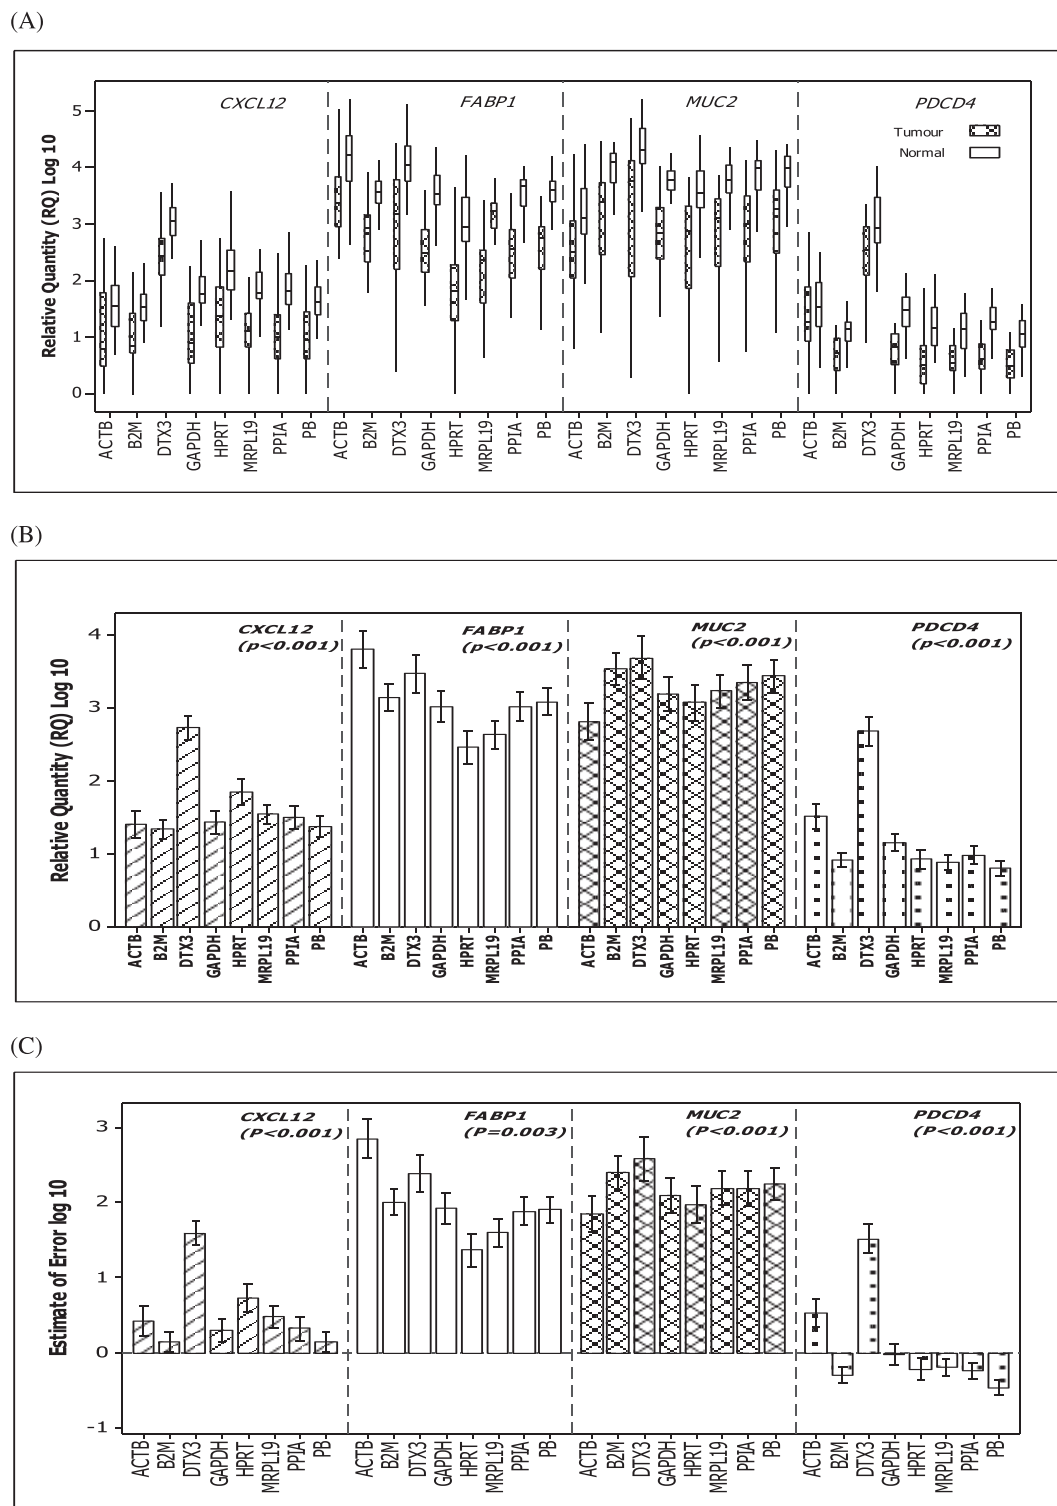 (A)
CXCL12 FABP1 MUC2 PDCD4
Tumour
Normal
Relative Quantity (RQ) Log 10
5
4
3
2
1
0
ACTB B2M DTX3 GAPDH HPRT MRPL19 PPIA PB ACTB B2M DTX3 GAPDH HPRT MRPL19 PPIA PB ACTB B2M DTX3 GAPDH HPRT MRPL19 PPIA PB ACTB B2M DTX3 GAPDH HPRT MRPL19 PPIA PB
(B)
CXCL12 FABP1 MUC2 PDCD4
(p<0.001) (p<0.001) (p<0.001) (p<0.001)
Relative Quantity (RQ) Log 10
4
3
2
1
0
ACTB B2M DTX3 GAPDH HPRT MRPL19 PPIA PB ACTB B2M DTX3 GAPDH HPRT MRPL19 PPIA PB ACTB B2M DTX3 GAPDH HPRT MRPL19 PPIA PB ACTB B2M DTX3 GAPDH HPRT MRPL19 PPIA PB
(C)
CXCL12 FABP1 MUC2 PDCD4
(P<0.001) (P=0.003) (P<0.001) (P<0.001)
Estimate of Error log 10
3
2
1
0
-1
ACTB B2M DTX3 GAPDH HPRT MRPL19 PPIA PB ACTB B2M DTX3 GAPDH HPRT MRPL19 PPIA PB ACTB B2M DTX3 GAPDH HPRT MRPL19 PPIA PB ACTB B2M DTX3 GAPDH HPRT MRPL19 PPIA PB